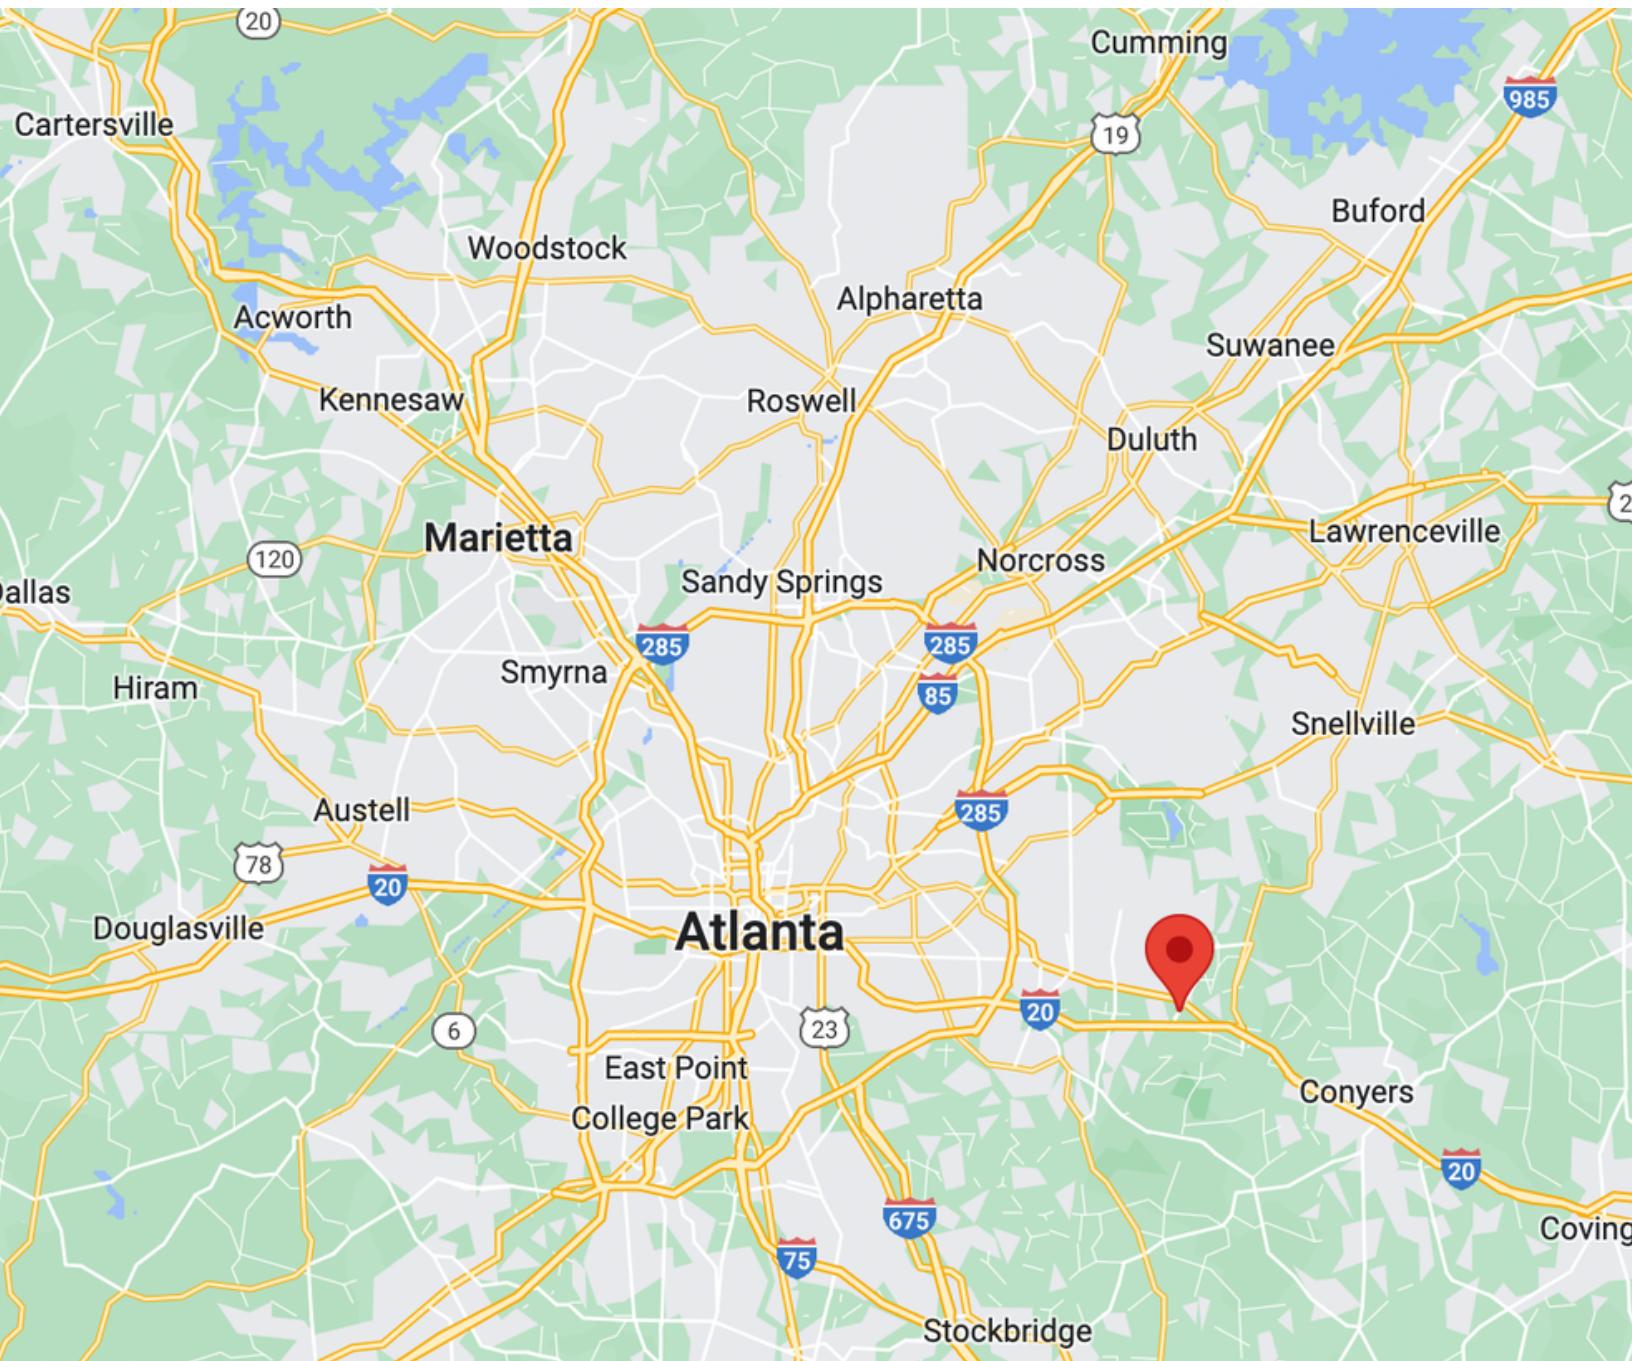 20
Cumming
985
Cartersville
19
Buford
Woodstock
Alpharetta
Acworth
Suwanee
Kennesaw
Roswell
Duluth
2
Lawrenceville
Marietta
120
Norcross
Sandy Springs
allas
285
285
Smyrna
85
Hiram
Snellville
Austell
285
78
20
Douglasville
Atlanta
20
6
23
East Point
Conyers
College Park
20
675
Coving
75
Stockbridge